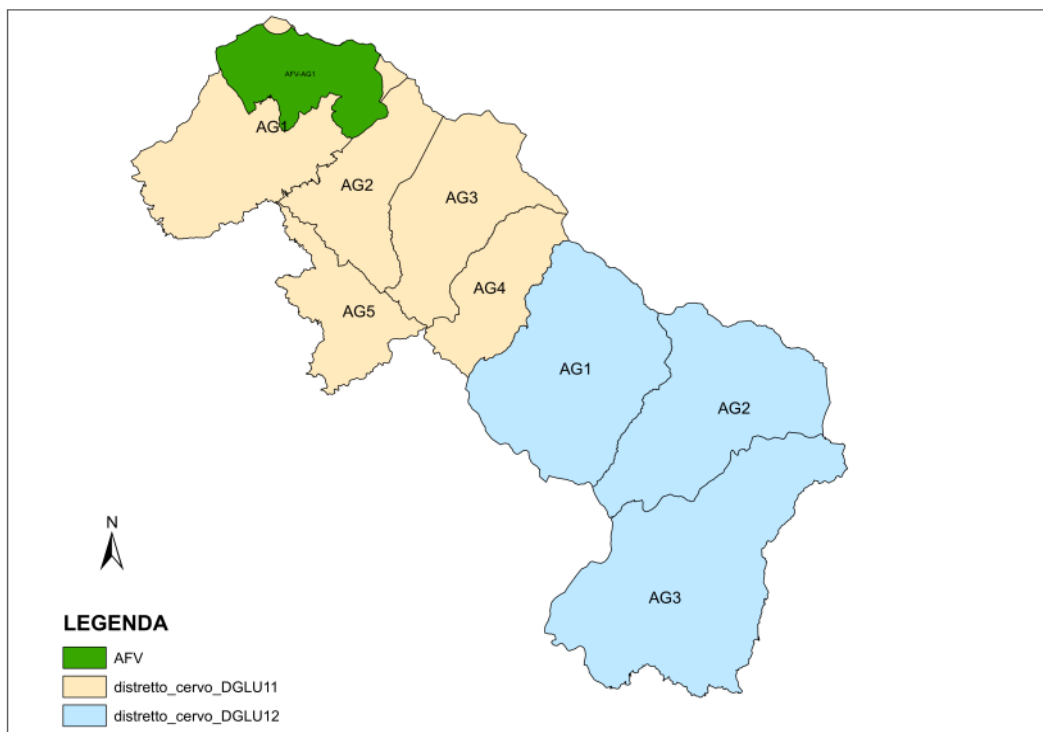 AFV-AG1
AG1
AG2
AG3
AG4
AG5
AG1
AG2
AG3
N
LEGENDA
AFV
distretto_cervo_DGLU11
distretto_cervo_DGLU12